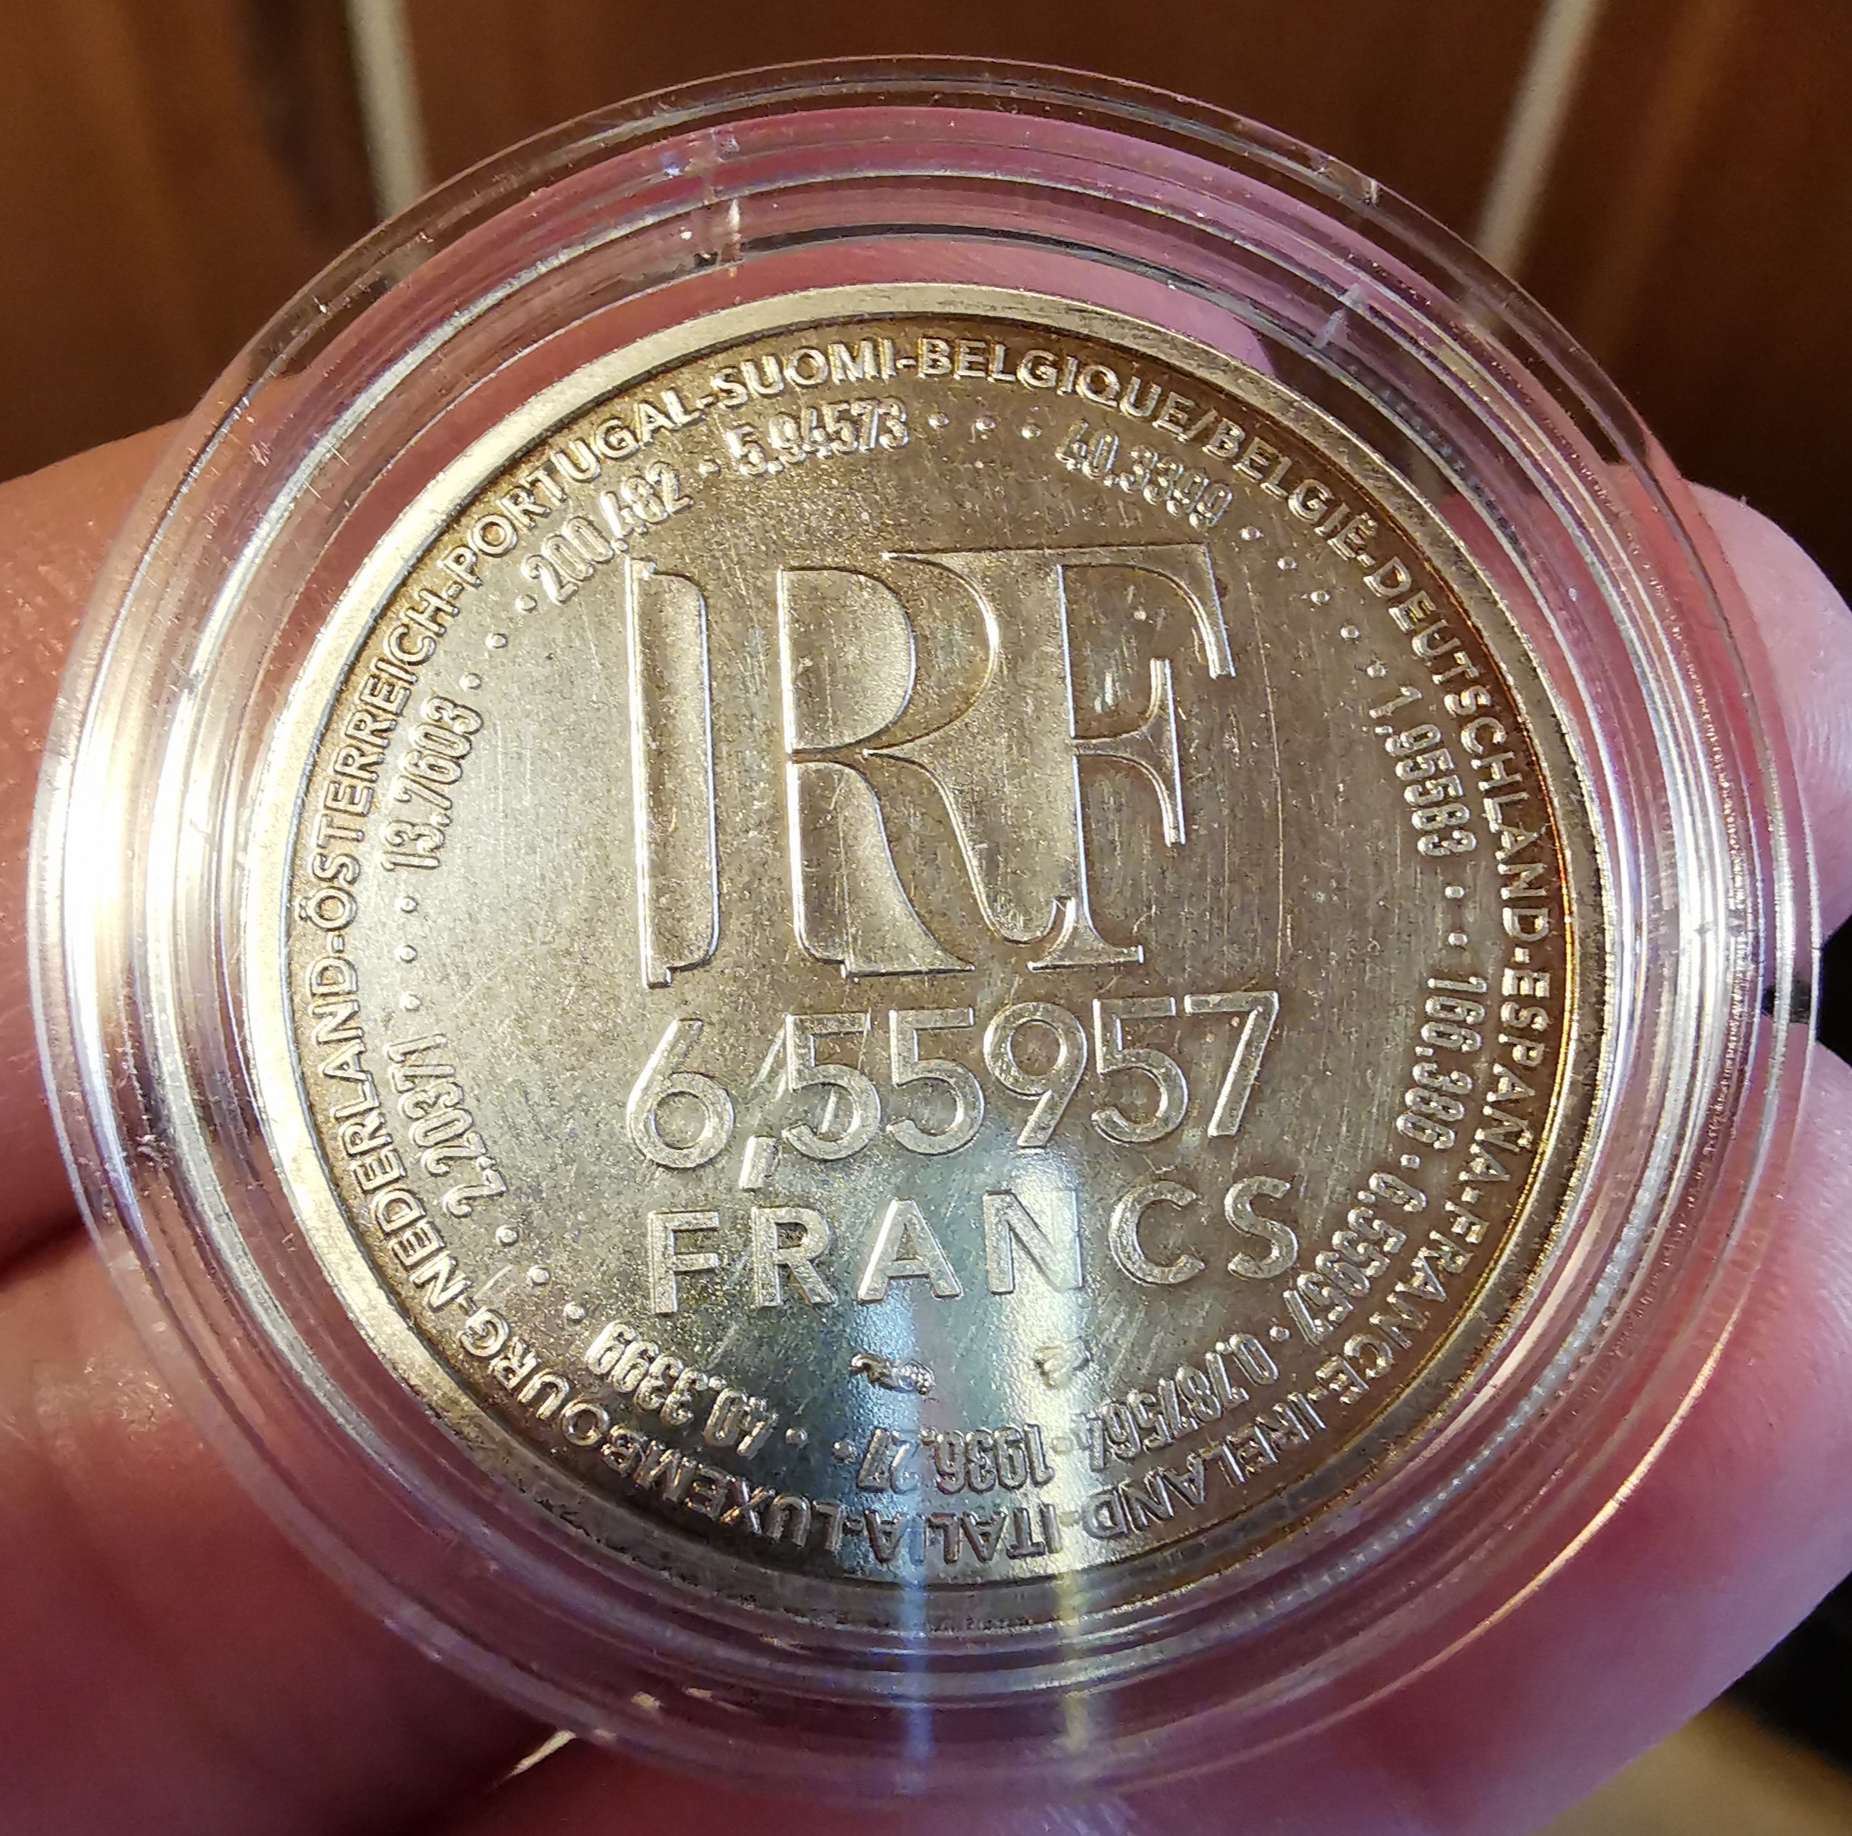 RF
6,55957
FRANCS
BELGIQUE/BELGIË-DEUTSCHLAND-ESPAÑA-FRANCE-IRELAND-ITALIA-LUXEMBOURG-NEDERLAND-ÖSTERREICH-PORTUGAL-SUOMI-
40.3399 · · · · · 1,95583 · · · 166,386 · 6,55957 · 0.787564 · 1936,27 · · · 40.3399 · · · · 2.20371 · · · 13.7603 · · · 200,482 · 5.94573 · · ·